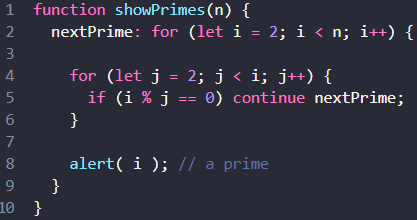 1 function showPrimes(n) {
2   nextPrime: for (let i = 2; i < n; i++) {
3
4     for (let j = 2; j < i; j++) {
5       if (i % j == 0) continue nextPrime;
6     }
7
8     alert( i ); // a prime
9   }
10 }